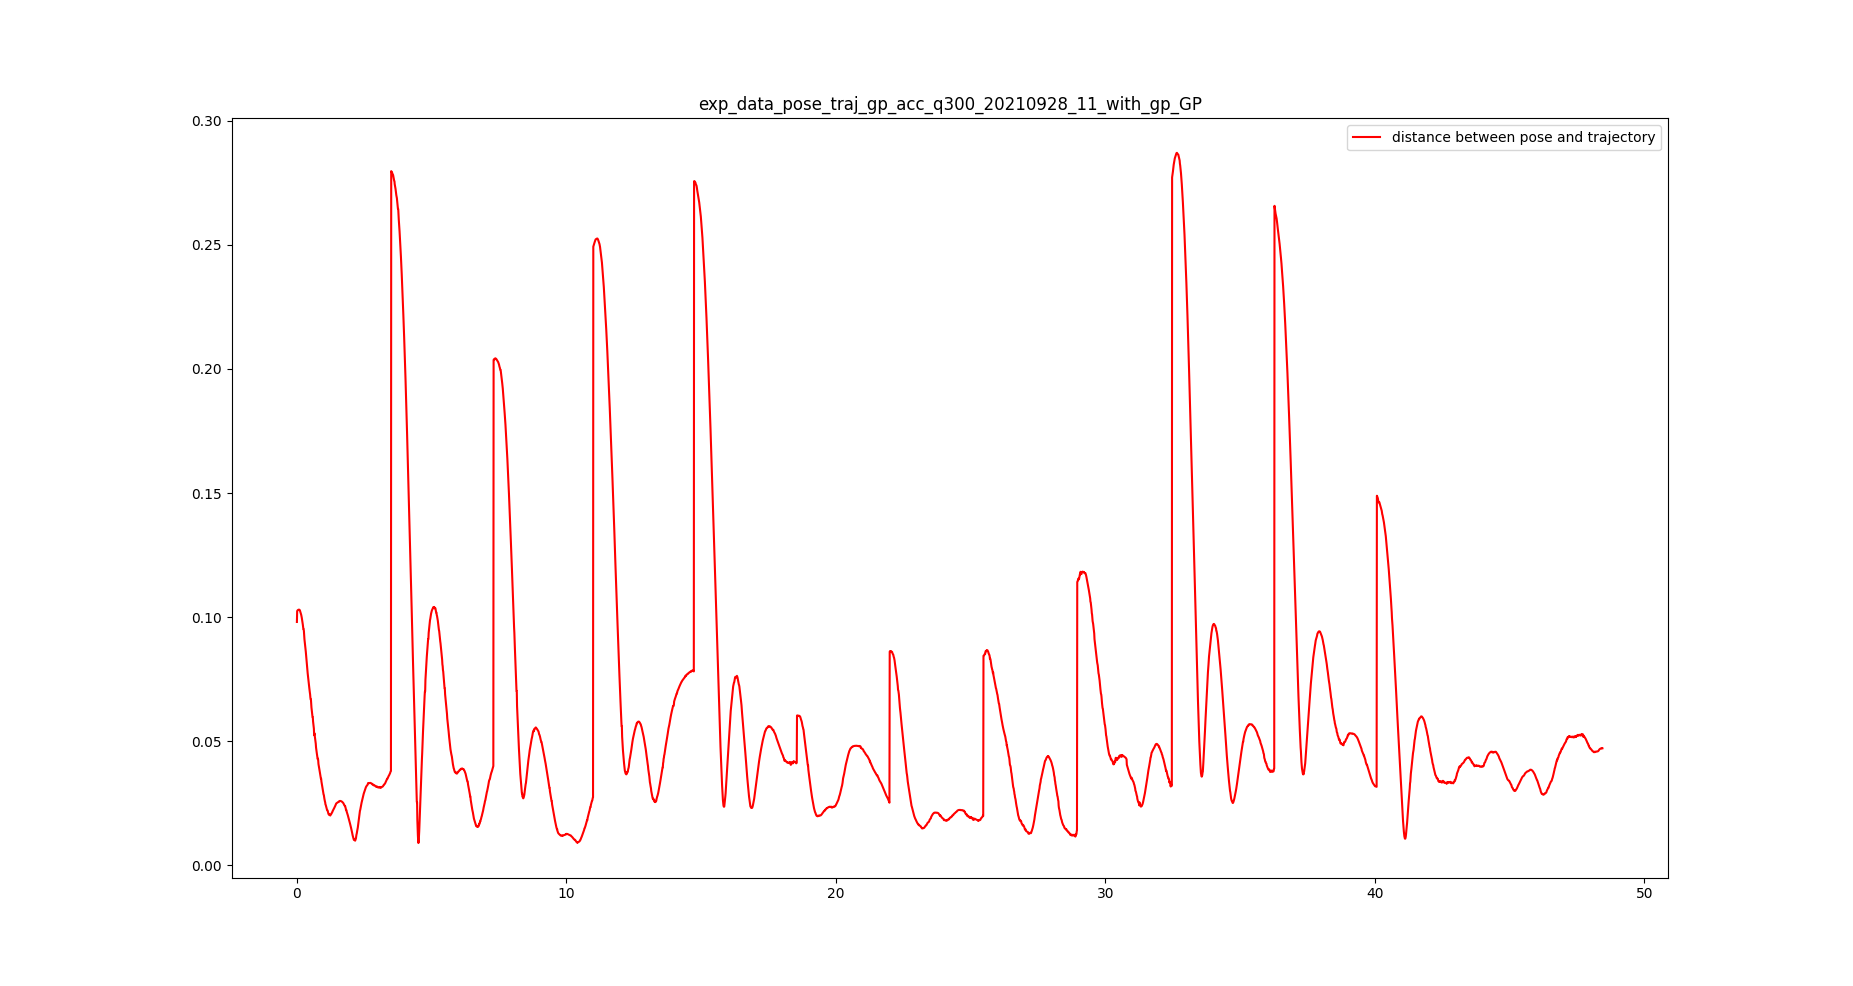 exp_data_pose_traj_gp_acc_q300_20210928_11_with_gp_GP
distance between pose and trajectory
0.30
0.25
0.20
0.15
0.10
0.05
0.00
0 10 20 30 40 50